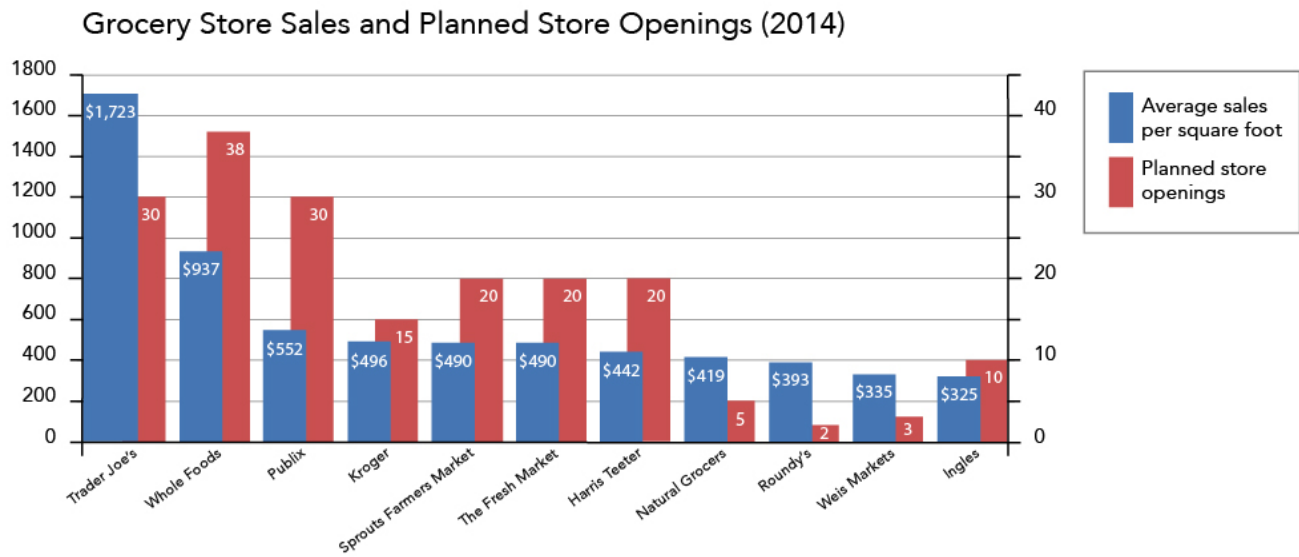 Grocery Store Sales and Planned Store Openings (2014)
1800
1600
1400
1200
1000
800
600
400
200
0
$1,723
30
$937
38
$552
30
$496
15
$490
20
$490
20
$442
20
$419
5
$393
2
$335
3
$325
10
40
30
20
10
0
Trader Joe's
Whole Foods
Publix
Kroger
Sprouts Farmers Market
The Fresh Market
Harris Teeter
Natural Grocers
Roundy's
Weis Markets
Ingles
Average sales
per square foot
Planned store
openings